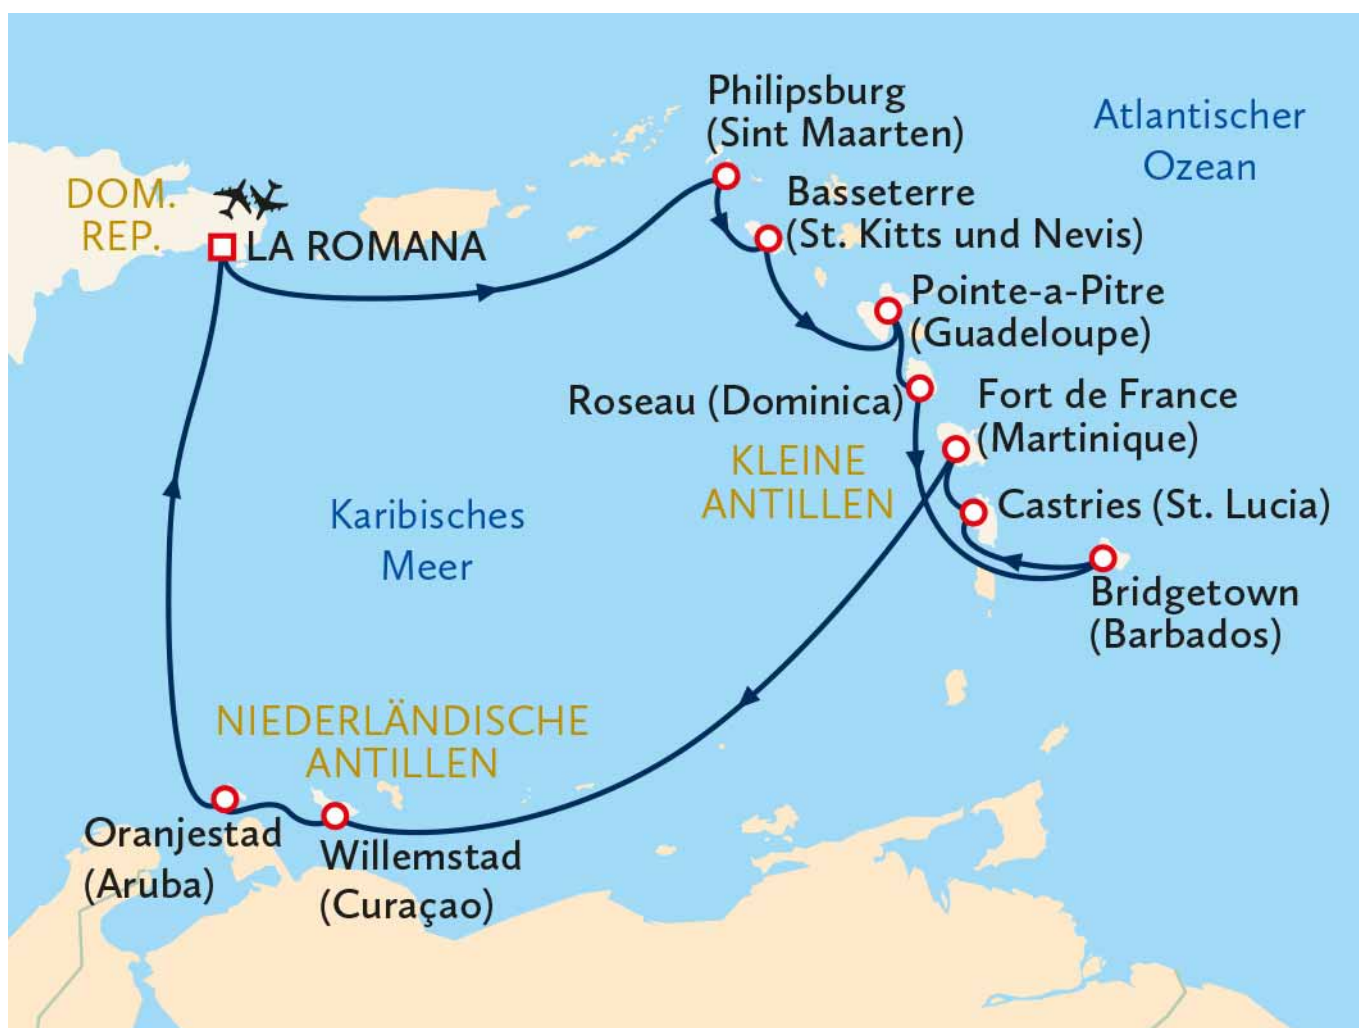 Philipsburg
(Sint Maarten)
Atlantischer
Ozean
DOM.
REP.
LA ROMANA
Basseterre
(St. Kitts und Nevis)
Pointe-a-Pitre
(Guadeloupe)
Roseau (Dominica)
Fort de France
(Martinique)
KLEINE
ANTILLEN
Karibisches
Meer
Castries (St. Lucia)
Bridgetown
(Barbados)
NIEDERLÄNDISCHE
ANTILLEN
Oranjestad
(Aruba)
Willemstad
(Curaçao)